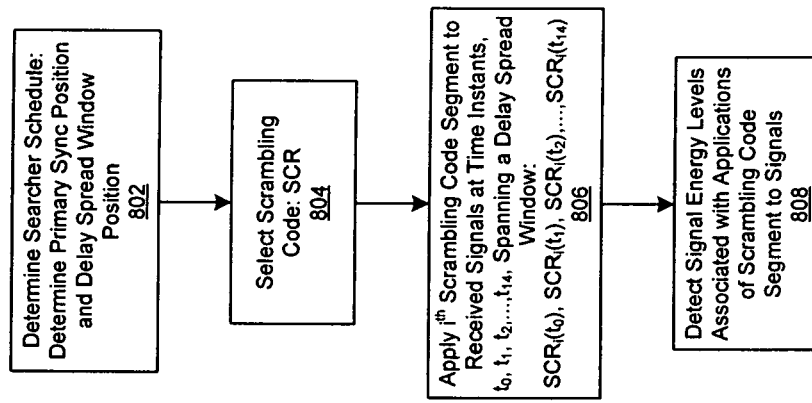 Determine Searcher Schedule:
Determine Primary Sync Position
and Delay Spread Window
Position
802
Select Scrambling
Code: SCR
804
Apply ith Scrambling Code Segment to
Received Signals at Time Instants,
t0, t1, t2,...,t14, Spanning a Delay Spread
Window:
SCRi(t0), SCRi(t1), SCRi(t2),...,SCRi(t14)
806
Detect Signal Energy Levels
Associated with Applications
of Scrambling Code
Segment to Signals
808